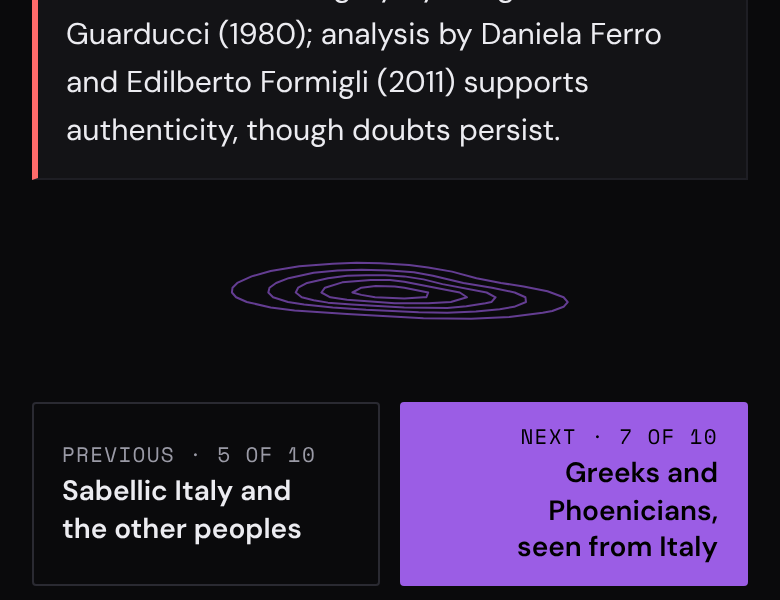 Guarducci (1980); analysis by Daniela Ferro
and Edilberto Formigli (2011) supports
authenticity, though doubts persist.
PREVIOUS · 5 OF 10
Sabellic Italy and
the other peoples
NEXT · 7 OF 10
Greeks and
Phoenicians,
seen from Italy